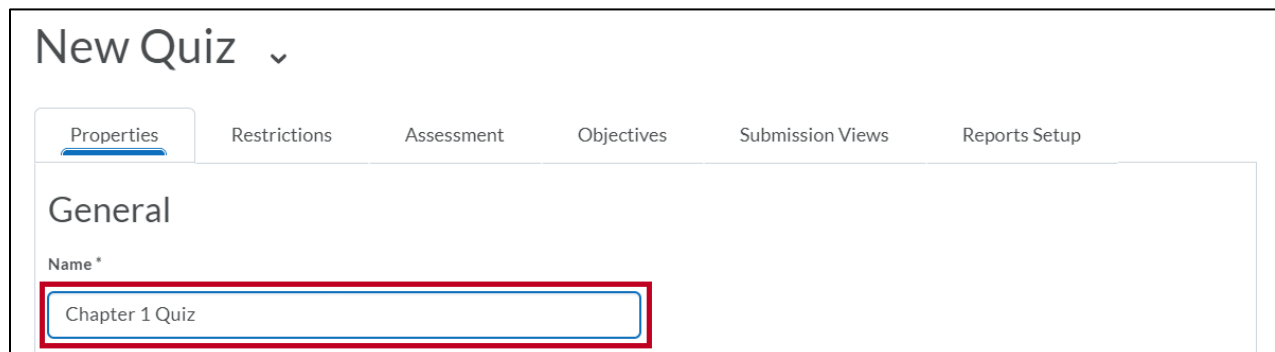 New Quiz
Properties Restrictions Assessment Objectives Submission Views Reports Setup
General
Name *
Chapter 1 Quiz